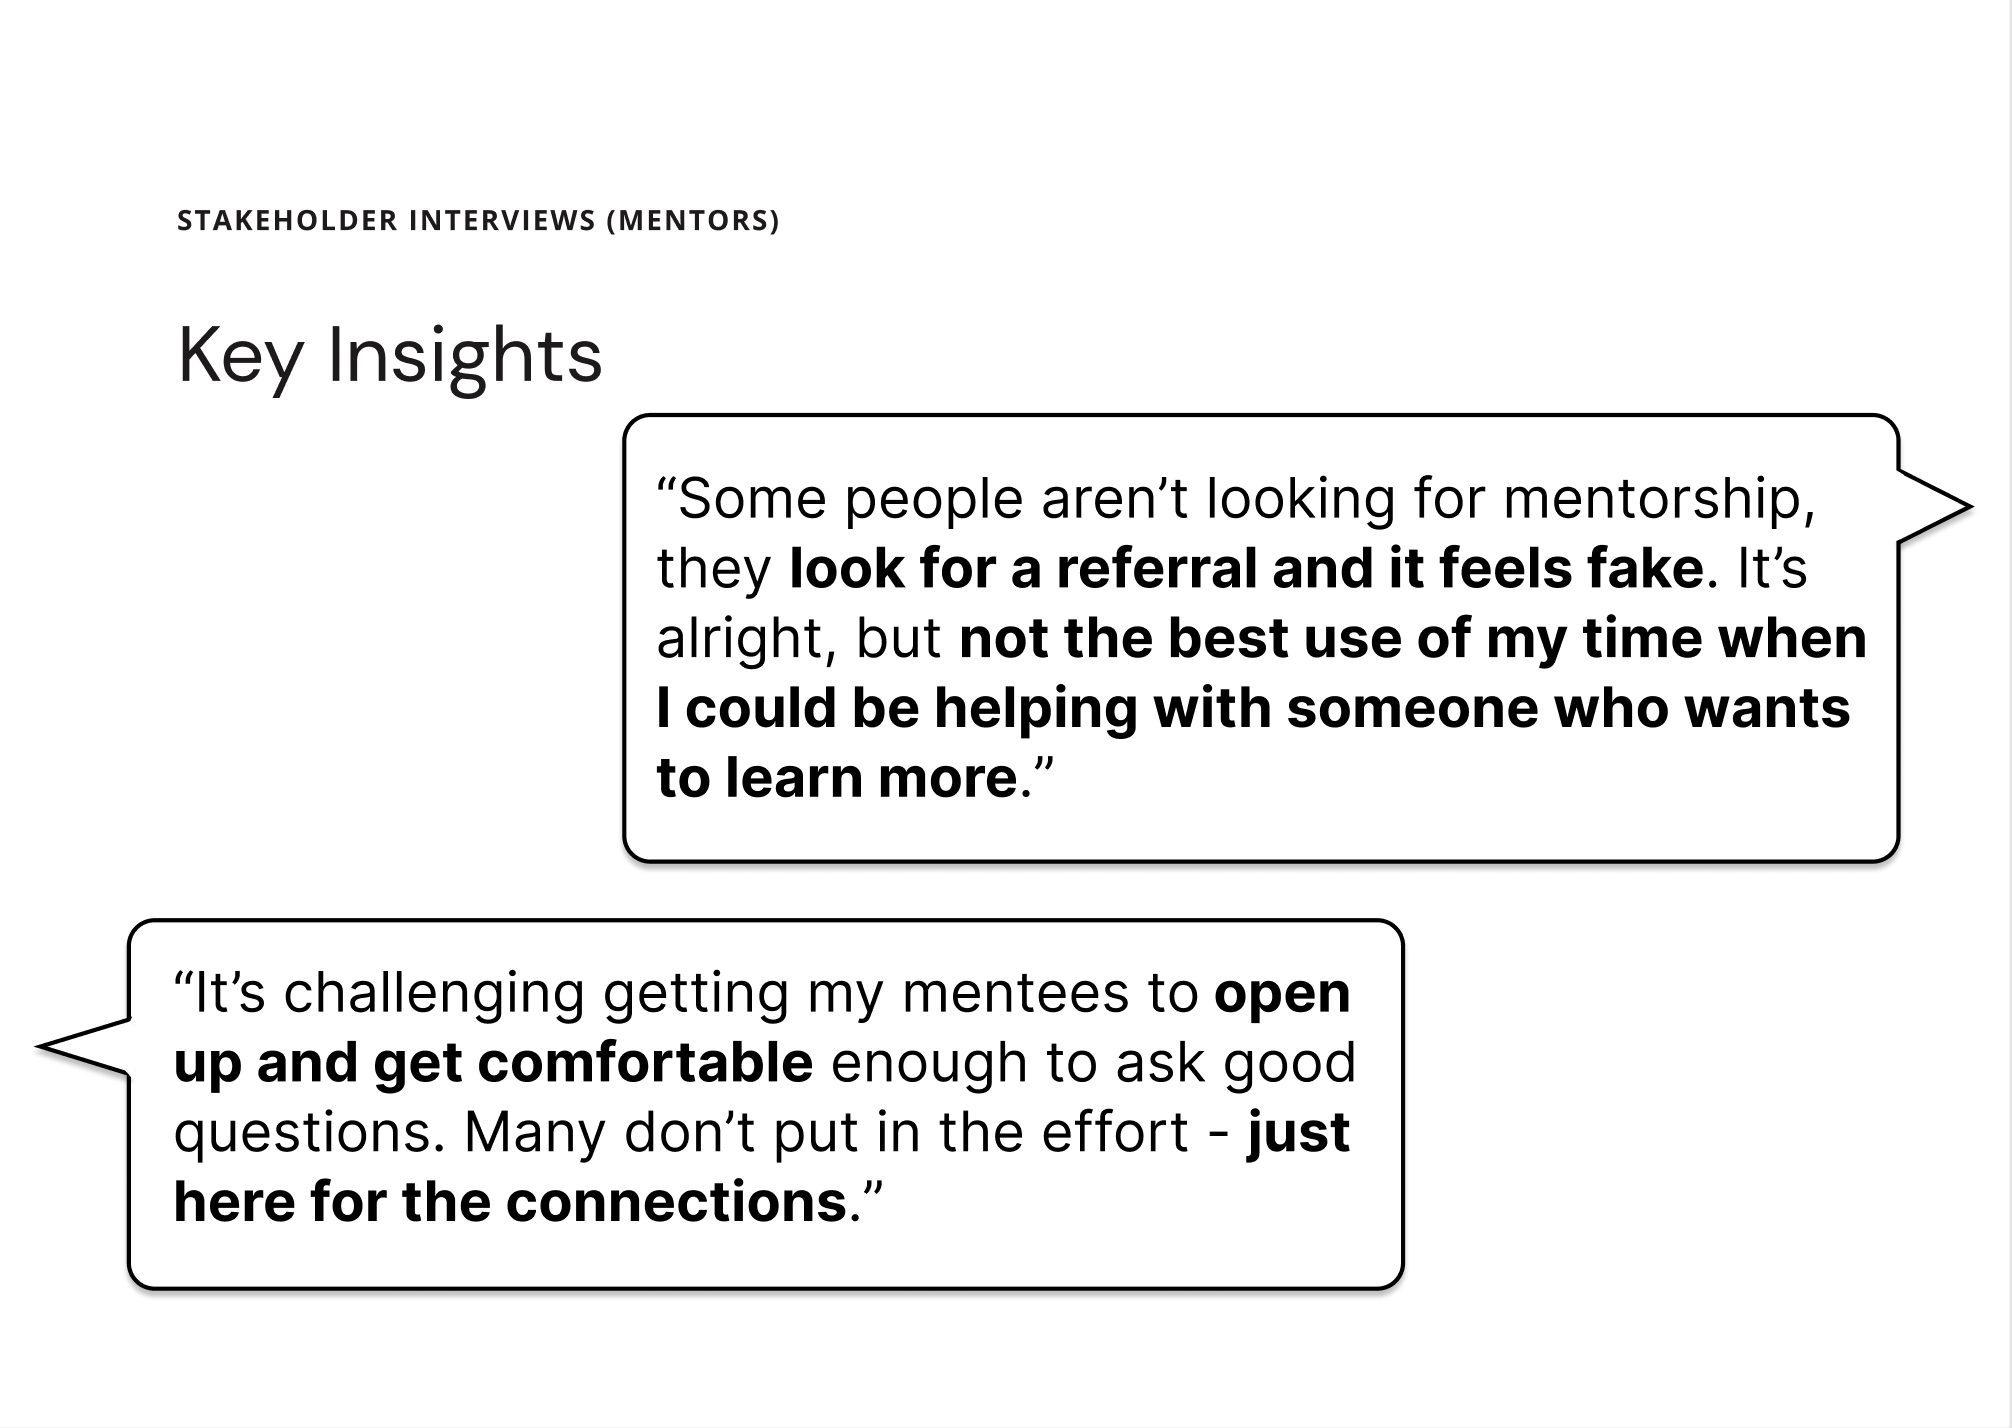 STAKEHOLDER INTERVIEWS (MENTORS)
Key Insights
“Some people aren’t looking for mentorship,
they look for a referral and it feels fake. It’s
alright, but not the best use of my time when
I could be helping with someone who wants
to learn more.”
“It’s challenging getting my mentees to open
up and get comfortable enough to ask good
questions. Many don’t put in the effort - just
here for the connections.”